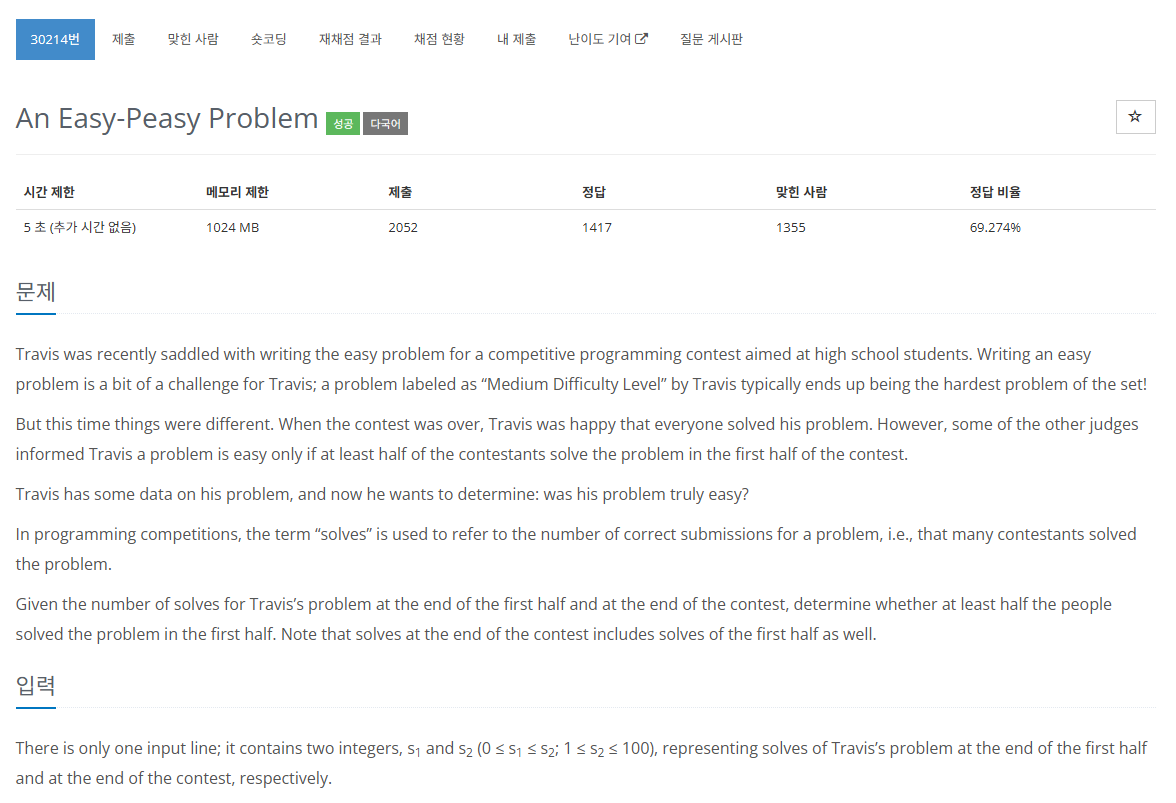 30214번 제출 맞힌 사람 숏코딩 재채점 결과 채점 현황 내 제출 난이도 기여 질문 게시판
An Easy-Peasy Problem 성공 다국어
시간 제한 메모리 제한 제출 정답 맞힌 사람 정답 비율
5 초 (추가 시간 없음) 1024 MB 2052 1417 1355 69.274%
문제
Travis was recently saddled with writing the easy problem for a competitive programming contest aimed at high school students. Writing an easy
problem is a bit of a challenge for Travis; a problem labeled as “Medium Difficulty Level” by Travis typically ends up being the hardest problem of the set!
But this time things were different. When the contest was over, Travis was happy that everyone solved his problem. However, some of the other judges
informed Travis a problem is easy only if at least half of the contestants solve the problem in the first half of the contest.
Travis has some data on his problem, and now he wants to determine: was his problem truly easy?
In programming competitions, the term “solves” is used to refer to the number of correct submissions for a problem, i.e., that many contestants solved
the problem.
Given the number of solves for Travis’s problem at the end of the first half and at the end of the contest, determine whether at least half the people
solved the problem in the first half. Note that solves at the end of the contest includes solves of the first half as well.
입력
There is only one input line; it contains two integers, s₁ and s₂ (0 ≤ s₁ ≤ s₂; 1 ≤ s₂ ≤ 100), representing solves of Travis’s problem at the end of the first half
and at the end of the contest, respectively.